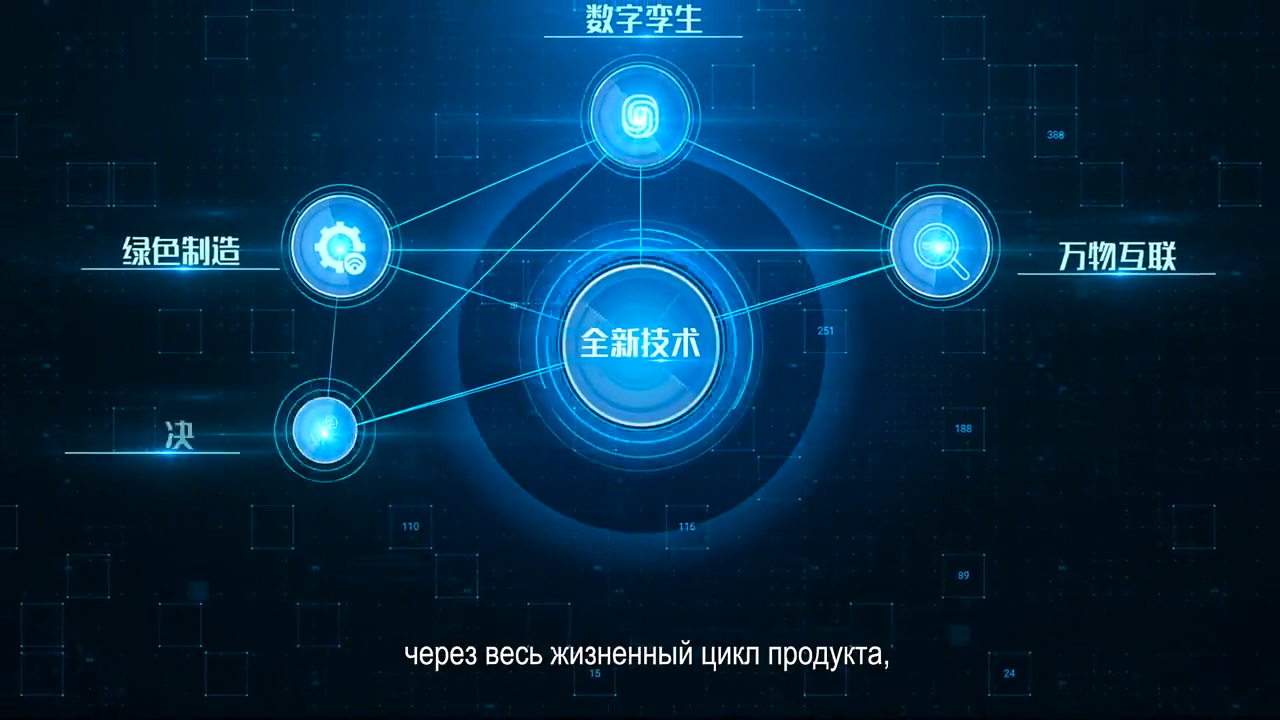 数字孪生
388
绿色制造
万物互联
251
全新技术
决
188
110
116
89
через весь жизненный цикл продукта,
15
24